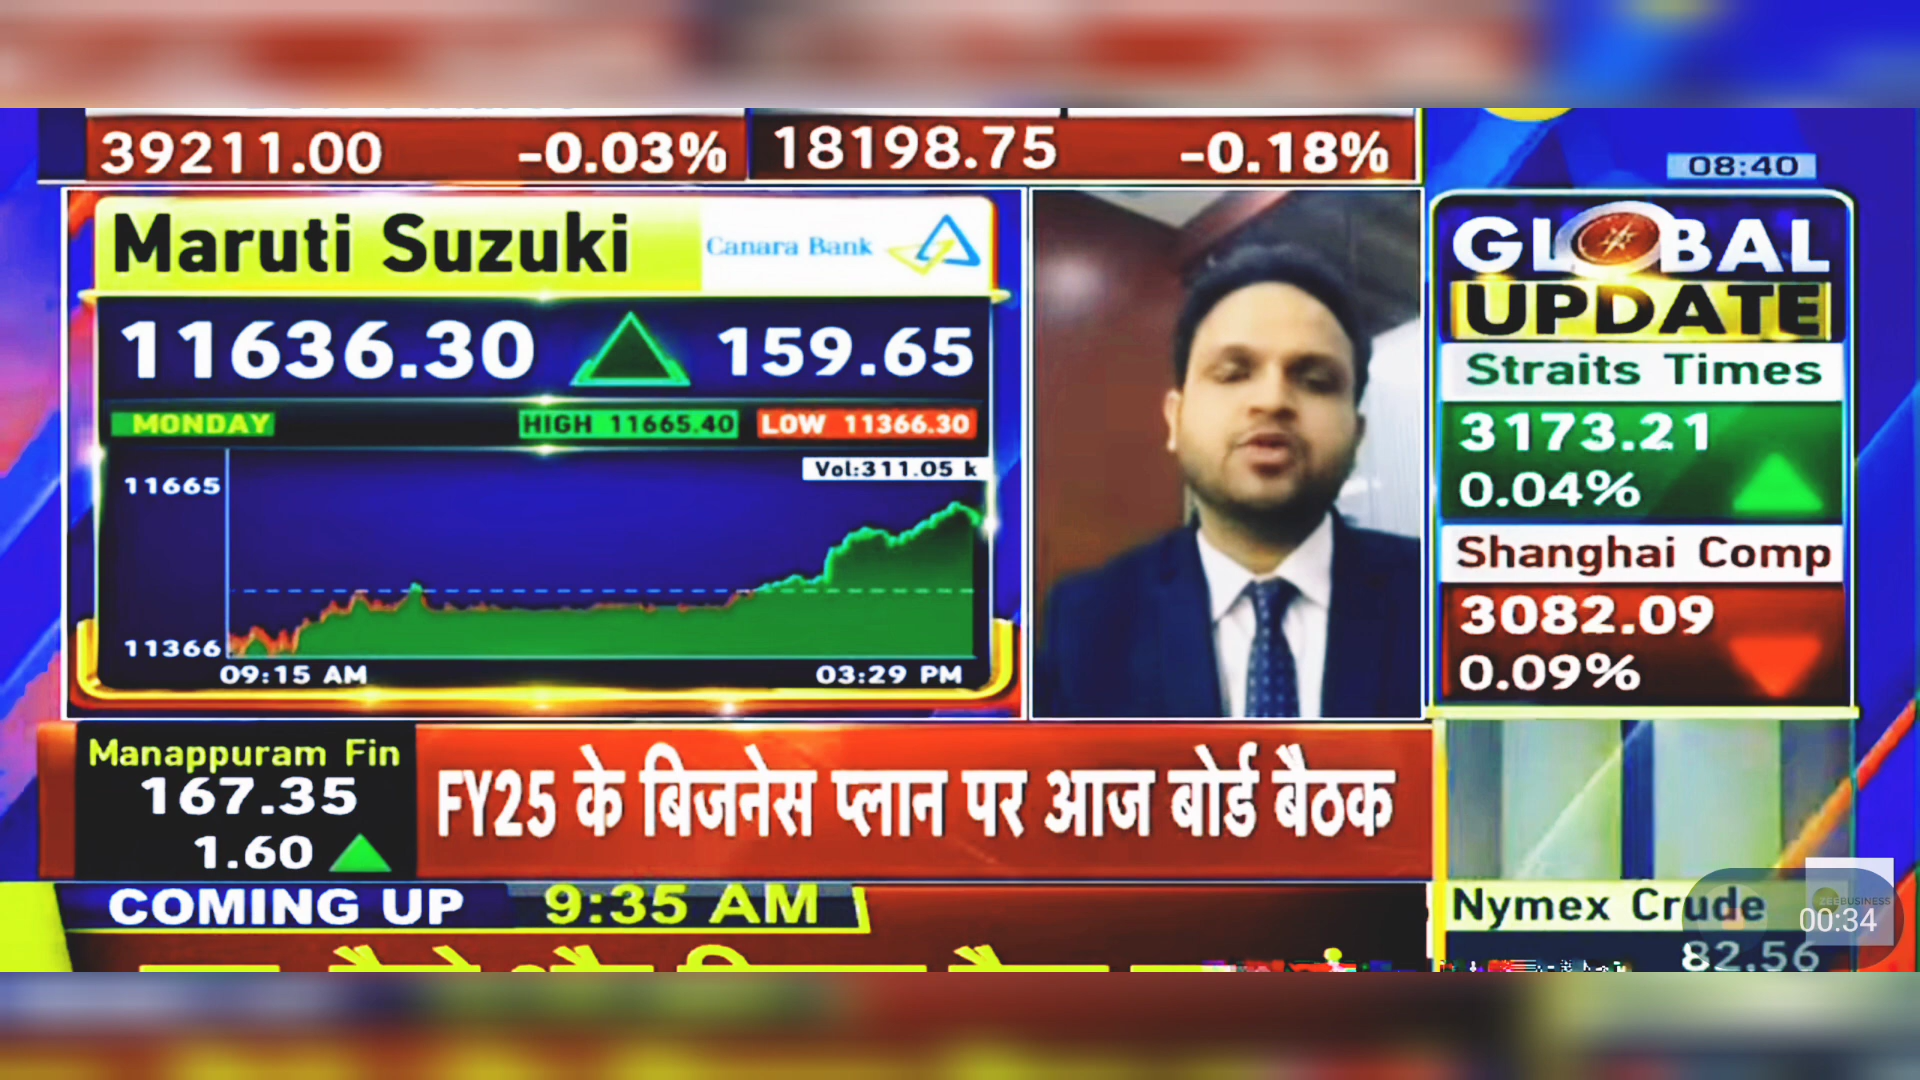 39211.00 -0.03% 18198.75 -0.18%
08:40
Maruti Suzuki Canara Bank
11636.30 159.65
MONDAY HIGH 11665.40 LOW 11366.30
Vol:311.05 k
11665
11366
09:15 AM 03:29 PM
GLOBAL
UPDATE
Straits Times
3173.21
0.04%
Shanghai Comp
3082.09
0.09%
Manappuram Fin
167.35
1.60
FY25 के बिजनेस प्लान पर आज बोर्ड बैठक
COMING UP 9:35 AM
Nymex Crude
82.56
ZEEBUSINESS
00:34